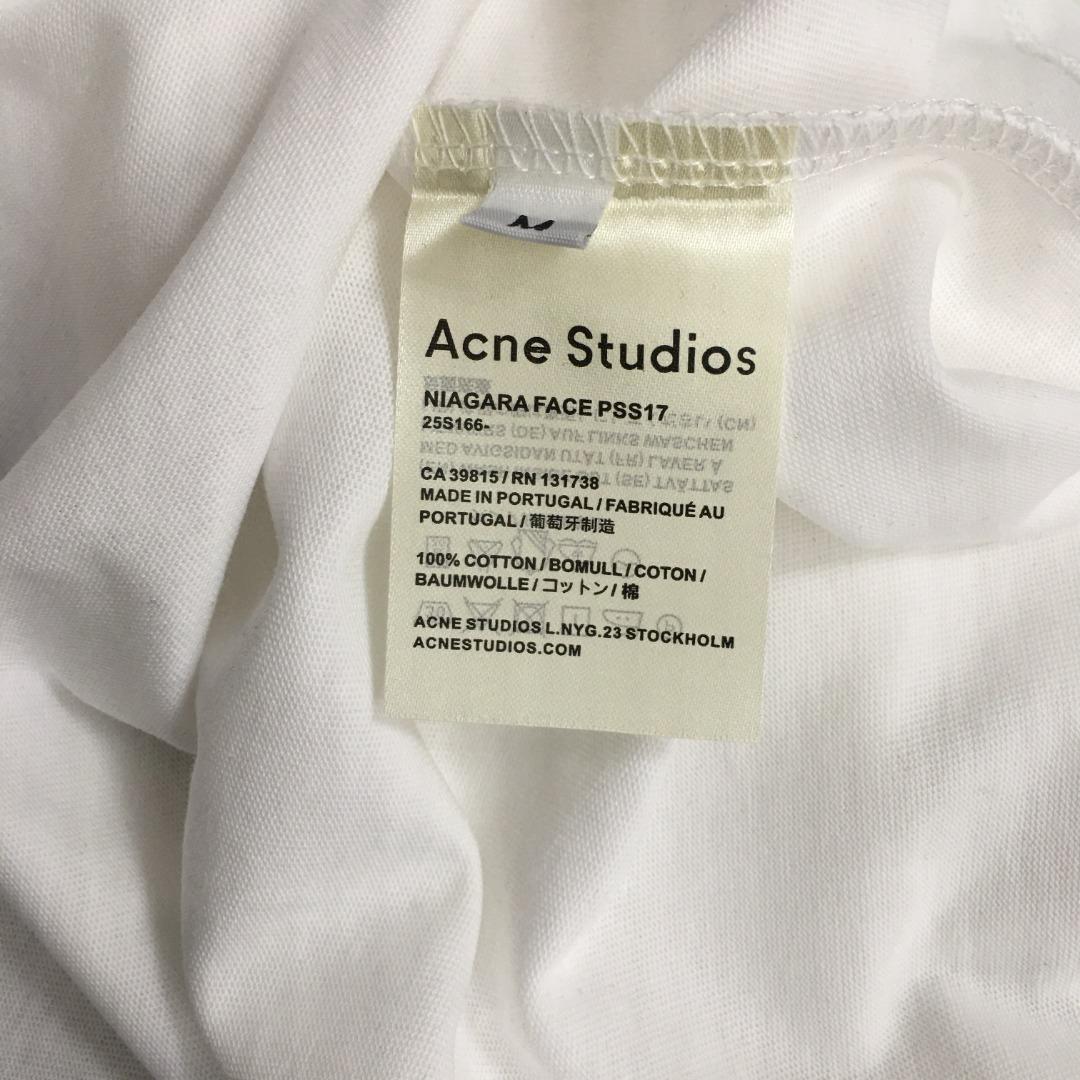 M
Acne Studios
NIAGARA FACE PSS17
25S166-
CA 39815 / RN 131738
MADE IN PORTUGAL / FABRIQUÉ AU
PORTUGAL / 葡萄牙制造
100% COTTON / BOMULL / COTON /
BAUMWOLLE / コットン / 棉
ACNE STUDIOS L.NYG.23 STOCKHOLM
ACNESTUDIOS.COM